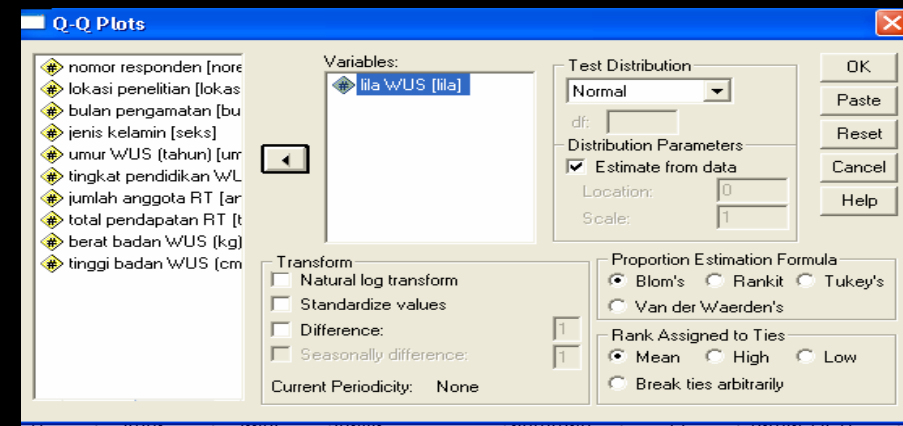 Q-Q Plots
nomor responden [nore
lokasi penelitian [lokas
bulan pengamatan [bu
jenis kelamin [seks]
umur WUS (tahun) [um
tingkat pendidikan WU
jumlah anggota RT [ar
total pendapatan RT [t
berat badan WUS (kg)
tinggi badan WUS (cm
Variables:
lila WUS [lila]
Test Distribution
Normal
df:
Distribution Parameters
Estimate from data
Location: 0
Scale: 1
OK
Paste
Reset
Cancel
Help
Transform
Natural log transform
Standardize values
Difference: 1
Seasonally difference: 1
Current Periodicity: None
Proportion Estimation Formula
Blom's Rankit Tukey's
Van der Waerden's
Rank Assigned to Ties
Mean High Low
Break ties arbitrarily